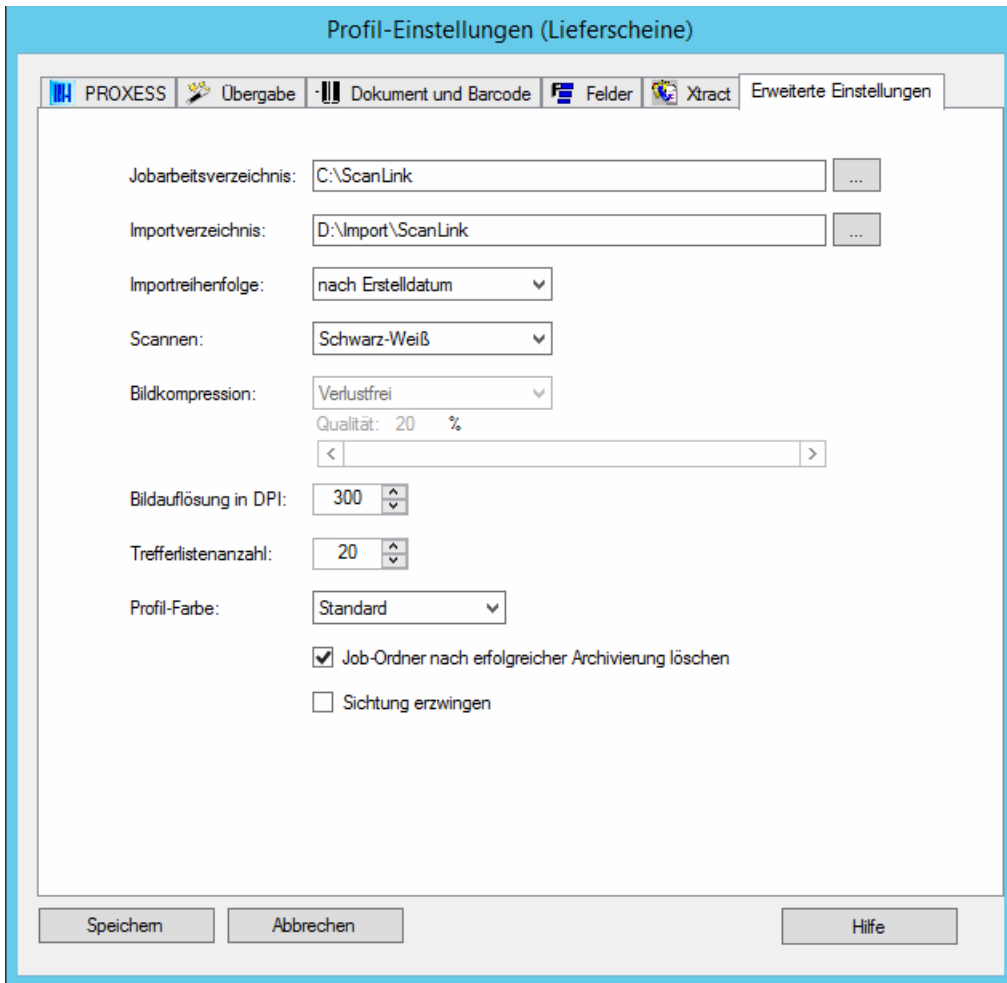 Profil-Einstellungen (Lieferscheine)
PROXESS Übergabe Dokument und Barcode Felder Xtract Erweiterte Einstellungen
Jobarbeitsverzeichnis: C:\ScanLink ...
Importverzeichnis: D:\Import\ScanLink ...
Importreihenfolge: nach Erstelldatum
Scannen: Schwarz-Weiß
Bildkompression: Verlustfrei
Qualität: 20 %
Bildauflösung in DPI: 300
Trefferlistenanzahl: 20
Profil-Farbe: Standard
Job-Ordner nach erfolgreicher Archivierung löschen
Sichtung erzwingen
Speichern Abbrechen Hilfe